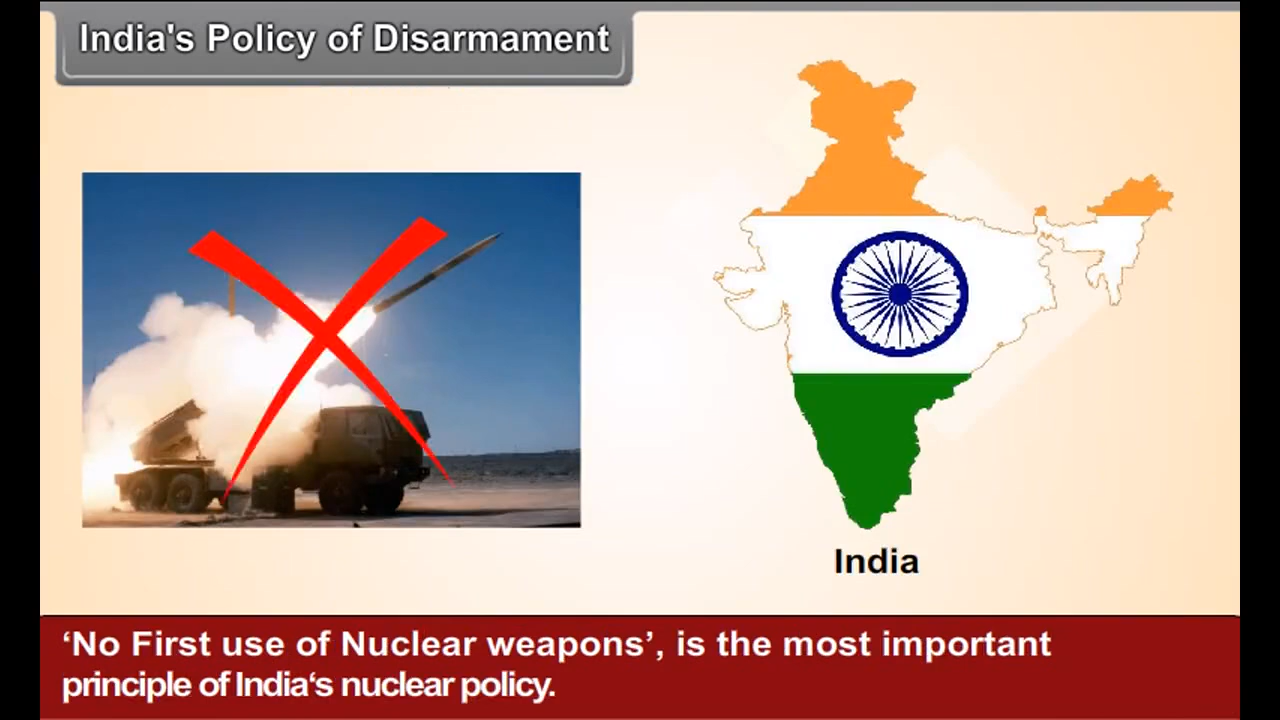 India's Policy of Disarmament
India
‘No First use of Nuclear weapons’, is the most important
principle of India‘s nuclear policy.